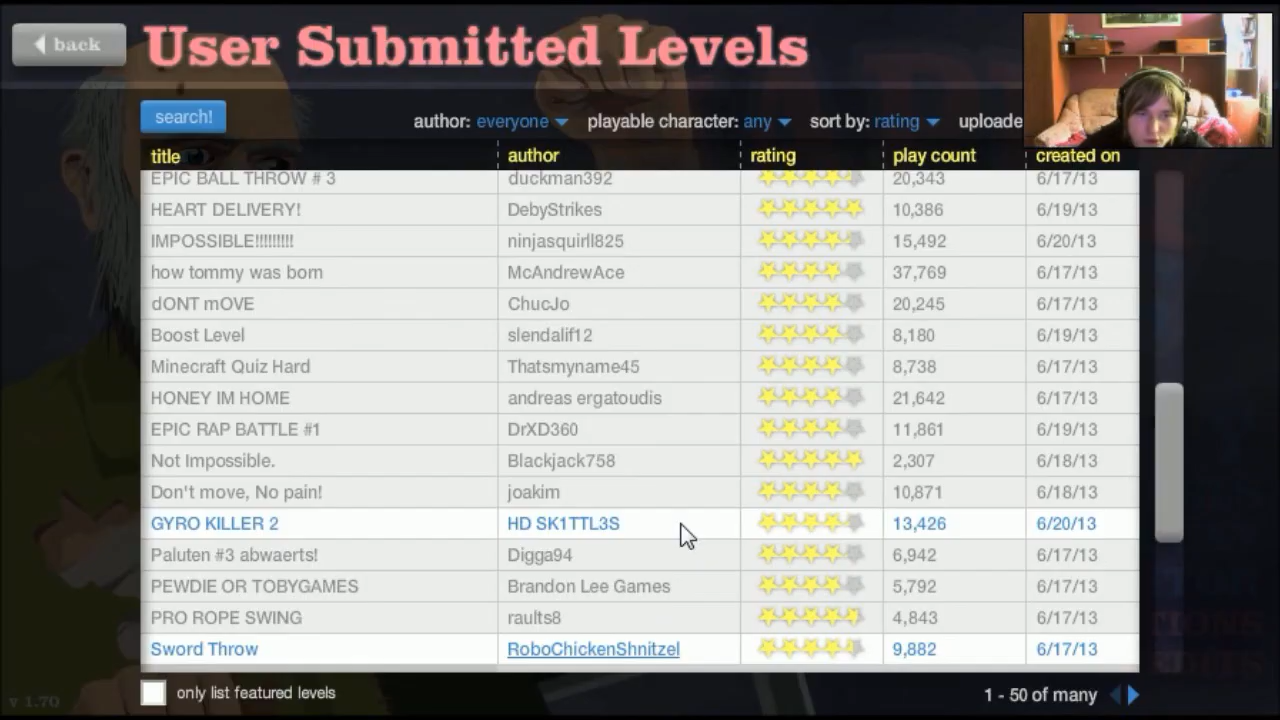 back
User Submitted Levels
search!
author: everyone playable character: any sort by: rating uploade
title author rating play count created on
EPIC BALL THROW # 3 duckman392 20,343 6/17/13
HEART DELIVERY! DebyStrikes 10,386 6/19/13
IMPOSSIBLE!!!!!!!!! ninjasquirll825 15,492 6/20/13
how tommy was born McAndrewAce 37,769 6/17/13
dONT mOVE ChucJo 20,245 6/17/13
Boost Level slendalif12 8,180 6/19/13
Minecraft Quiz Hard Thatsmyname45 8,738 6/17/13
HONEY IM HOME andreas ergatoudis 21,642 6/17/13
EPIC RAP BATTLE #1 DrXD360 11,861 6/19/13
Not Impossible. Blackjack758 2,307 6/18/13
Don't move, No pain! joakim 10,871 6/18/13
GYRO KILLER 2 HD SK1TTL3S 13,426 6/20/13
Paluten #3 abwaerts! Digga94 6,942 6/17/13
PEWDIE OR TOBYGAMES Brandon Lee Games 5,792 6/17/13
PRO ROPE SWING raults8 4,843 6/17/13
Sword Throw RoboChickenShnitzel 9,882 6/17/13
only list featured levels 1 - 50 of many
v 1.70